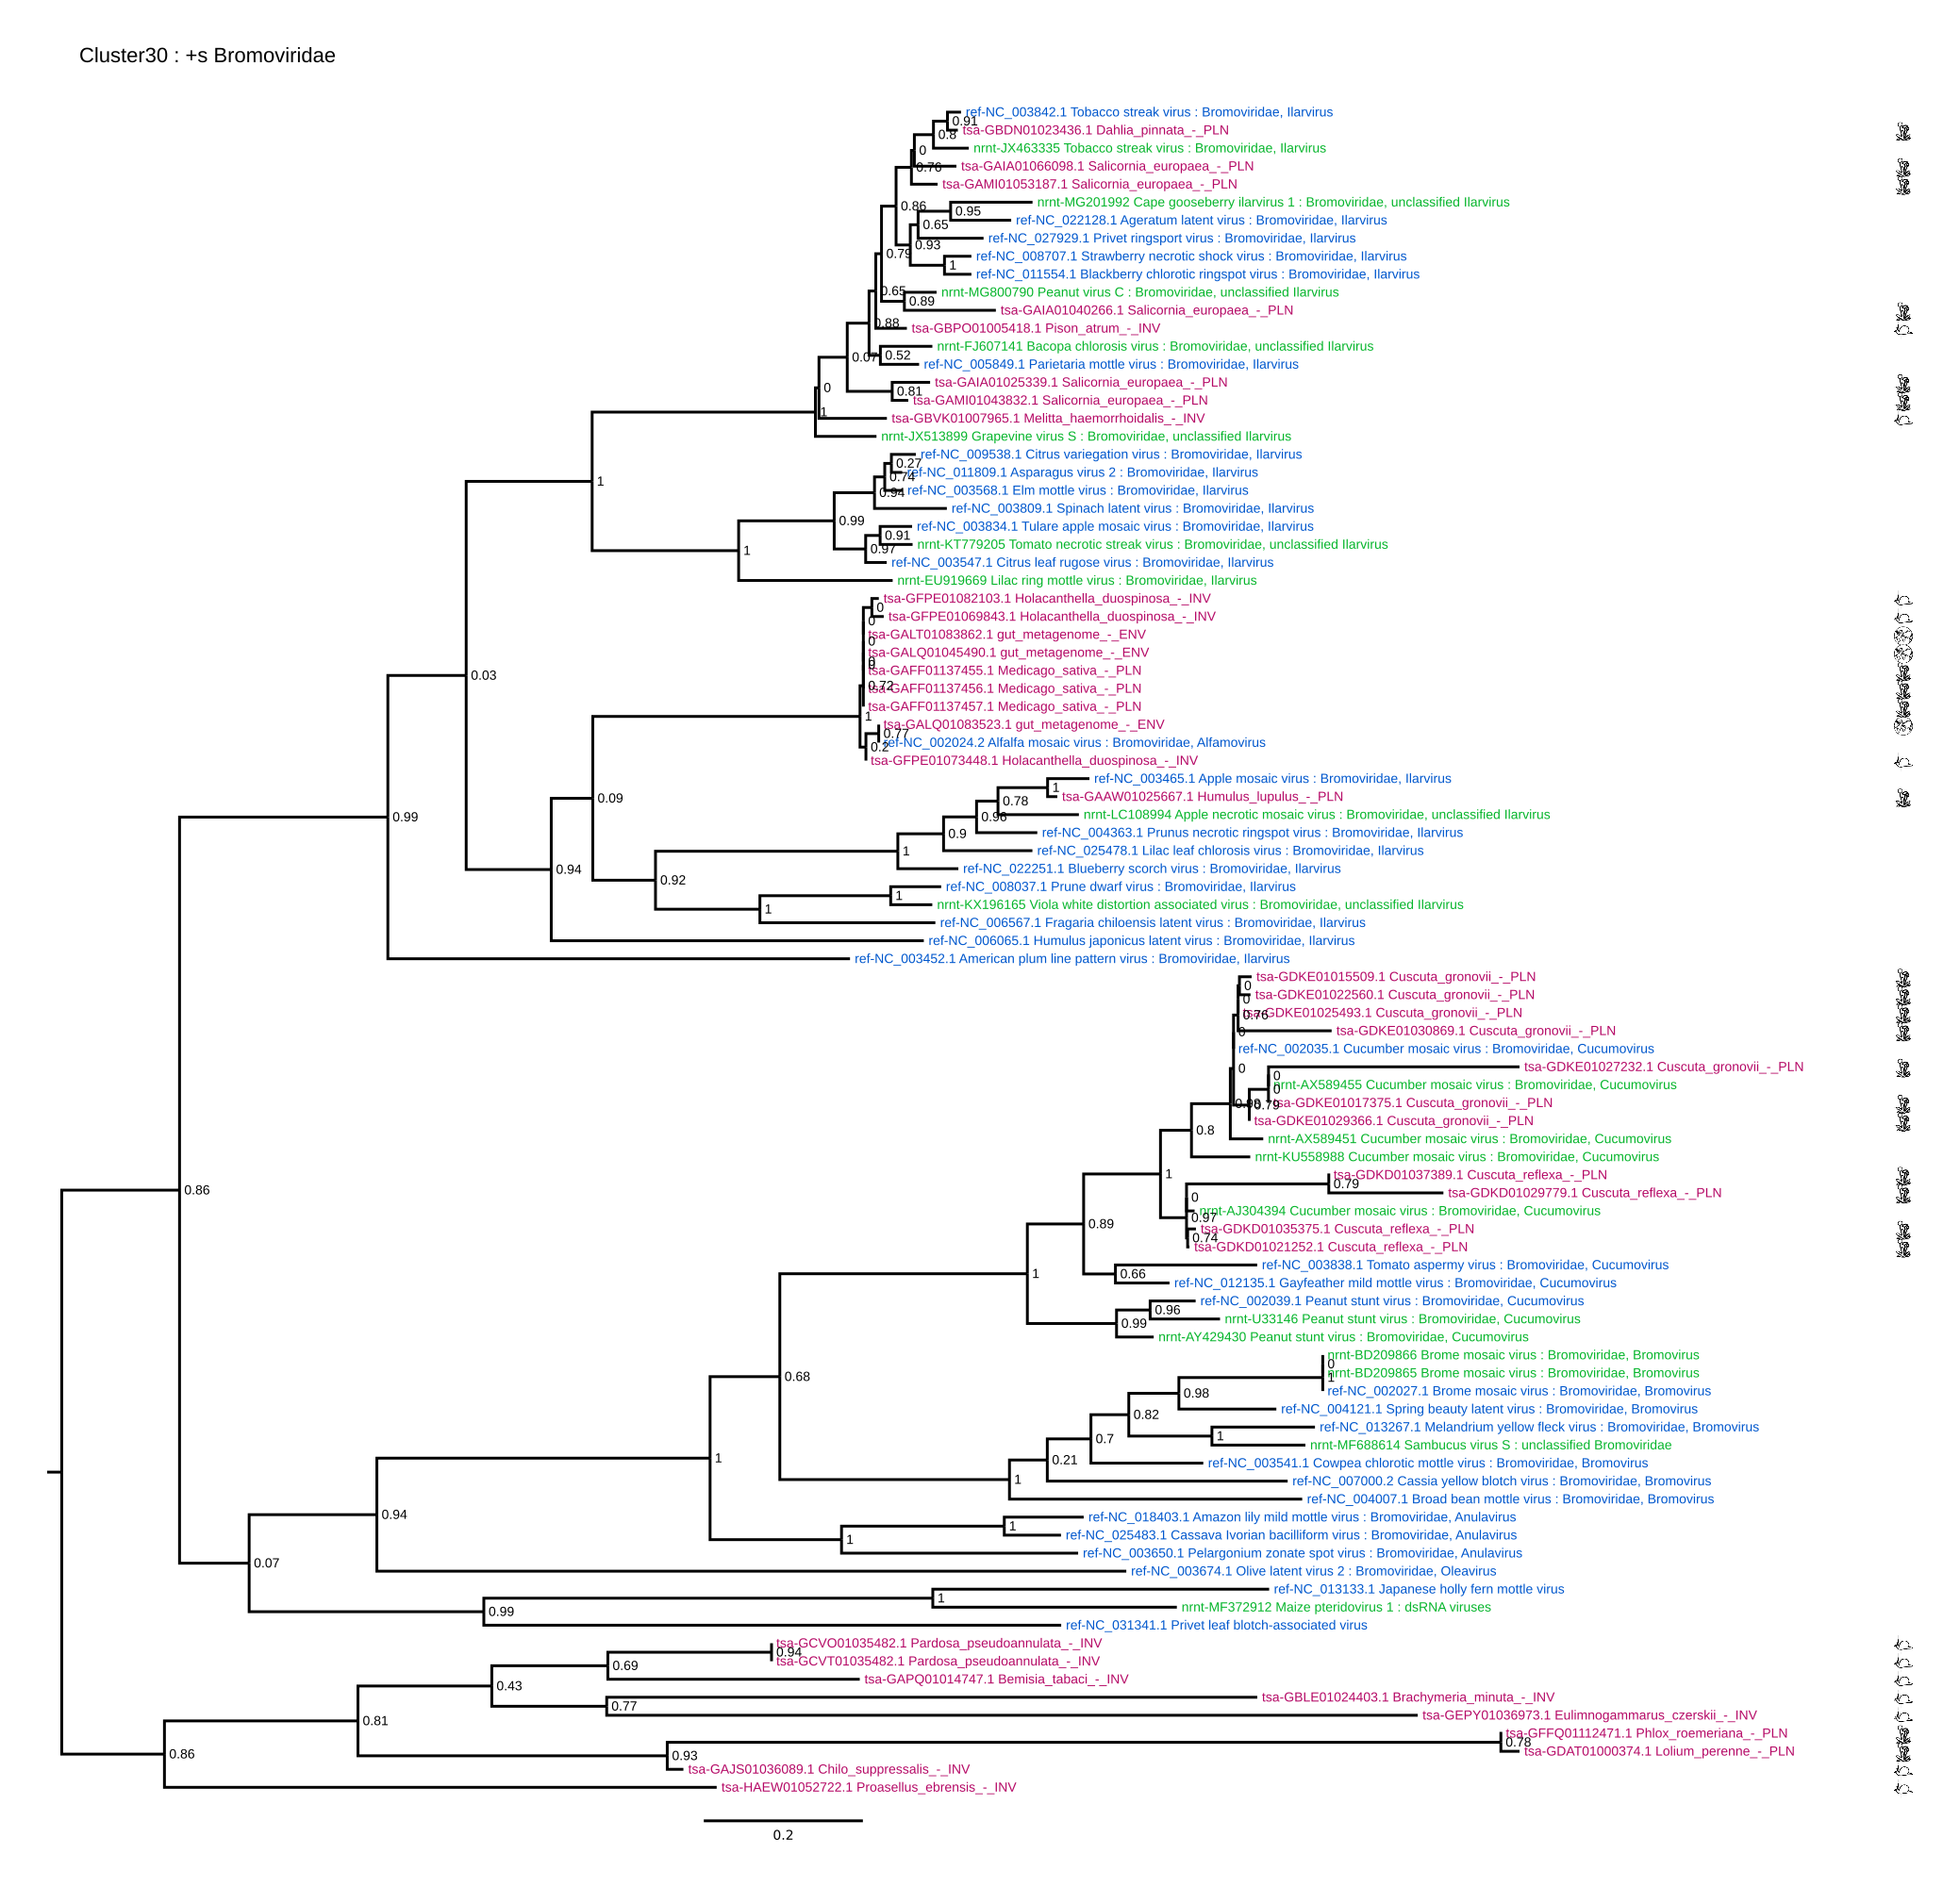 Cluster30 : +s Bromoviridae
ref-NC_003842.1 Tobacco streak virus : Bromoviridae, Ilarvirus
0.91
tsa-GBDN01023436.1 Dahlia_pinnata_-_PLN
0.8
nrnt-JX463335 Tobacco streak virus : Bromoviridae, Ilarvirus
0
tsa-GAIA01066098.1 Salicornia_europaea_-_PLN
0.76
tsa-GAMI01053187.1 Salicornia_europaea_-_PLN
nrnt-MG201992 Cape gooseberry ilarvirus 1 : Bromoviridae, unclassified Ilarvirus
0.86
0.95
ref-NC_022128.1 Ageratum latent virus : Bromoviridae, Ilarvirus
0.65
ref-NC_027929.1 Privet ringsport virus : Bromoviridae, Ilarvirus
0.93
0.79
ref-NC_008707.1 Strawberry necrotic shock virus : Bromoviridae, Ilarvirus
1
ref-NC_011554.1 Blackberry chlorotic ringspot virus : Bromoviridae, Ilarvirus
0.65
nrnt-MG800790 Peanut virus C : Bromoviridae, unclassified Ilarvirus
0.89
tsa-GAIA01040266.1 Salicornia_europaea_-_PLN
0.88
tsa-GBPO01005418.1 Pison_atrum_-_INV
nrnt-FJ607141 Bacopa chlorosis virus : Bromoviridae, unclassified Ilarvirus
0.07
0.52
ref-NC_005849.1 Parietaria mottle virus : Bromoviridae, Ilarvirus
tsa-GAIA01025339.1 Salicornia_europaea_-_PLN
0
0.81
tsa-GAMI01043832.1 Salicornia_europaea_-_PLN
1
tsa-GBVK01007965.1 Melitta_haemorrhoidalis_-_INV
nrnt-JX513899 Grapevine virus S : Bromoviridae, unclassified Ilarvirus
ref-NC_009538.1 Citrus variegation virus : Bromoviridae, Ilarvirus
0.27
ref-NC_011809.1 Asparagus virus 2 : Bromoviridae, Ilarvirus
0.74
1
ref-NC_003568.1 Elm mottle virus : Bromoviridae, Ilarvirus
0.94
ref-NC_003809.1 Spinach latent virus : Bromoviridae, Ilarvirus
0.99
ref-NC_003834.1 Tulare apple mosaic virus : Bromoviridae, Ilarvirus
0.91
nrnt-KT779205 Tomato necrotic streak virus : Bromoviridae, unclassified Ilarvirus
0.97
1
ref-NC_003547.1 Citrus leaf rugose virus : Bromoviridae, Ilarvirus
nrnt-EU919669 Lilac ring mottle virus : Bromoviridae, Ilarvirus
tsa-GFPE01082103.1 Holacanthella_duospinosa_-_INV
0
tsa-GFPE01069843.1 Holacanthella_duospinosa_-_INV
0
tsa-GALT01083862.1 gut_metagenome_-_ENV
0
tsa-GALQ01045490.1 gut_metagenome_-_ENV
0
0
tsa-GAFF01137455.1 Medicago_sativa_-_PLN
0.03
0.72
tsa-GAFF01137456.1 Medicago_sativa_-_PLN
tsa-GAFF01137457.1 Medicago_sativa_-_PLN
1
tsa-GALQ01083523.1 gut_metagenome_-_ENV
0.77
ref-NC_002024.2 Alfalfa mosaic virus : Bromoviridae, Alfamovirus
0.2
tsa-GFPE01073448.1 Holacanthella_duospinosa_-_INV
ref-NC_003465.1 Apple mosaic virus : Bromoviridae, Ilarvirus
1
0.09
tsa-GAAW01025667.1 Humulus_lupulus_-_PLN
0.78
nrnt-LC108994 Apple necrotic mosaic virus : Bromoviridae, unclassified Ilarvirus
0.99
0.96
ref-NC_004363.1 Prunus necrotic ringspot virus : Bromoviridae, Ilarvirus
0.9
ref-NC_025478.1 Lilac leaf chlorosis virus : Bromoviridae, Ilarvirus
1
ref-NC_022251.1 Blueberry scorch virus : Bromoviridae, Ilarvirus
0.94
0.92
ref-NC_008037.1 Prune dwarf virus : Bromoviridae, Ilarvirus
1
nrnt-KX196165 Viola white distortion associated virus : Bromoviridae, unclassified Ilarvirus
1
ref-NC_006567.1 Fragaria chiloensis latent virus : Bromoviridae, Ilarvirus
ref-NC_006065.1 Humulus japonicus latent virus : Bromoviridae, Ilarvirus
ref-NC_003452.1 American plum line pattern virus : Bromoviridae, Ilarvirus
tsa-GDKE01015509.1 Cuscuta_gronovii_-_PLN
0
tsa-GDKE01022560.1 Cuscuta_gronovii_-_PLN
0
tsa-GDKE01025493.1 Cuscuta_gronovii_-_PLN
0.76
tsa-GDKE01030869.1 Cuscuta_gronovii_-_PLN
0
ref-NC_002035.1 Cucumber mosaic virus : Bromoviridae, Cucumovirus
tsa-GDKE01027232.1 Cuscuta_gronovii_-_PLN
0
0
nrnt-AX589455 Cucumber mosaic virus : Bromoviridae, Cucumovirus
0
tsa-GDKE01017375.1 Cuscuta_gronovii_-_PLN
0.79
tsa-GDKE01029366.1 Cuscuta_gronovii_-_PLN
0.8
nrnt-AX589451 Cucumber mosaic virus : Bromoviridae, Cucumovirus
nrnt-KU558988 Cucumber mosaic virus : Bromoviridae, Cucumovirus
1
tsa-GDKD01037389.1 Cuscuta_reflexa_-_PLN
0.79
0.86
tsa-GDKD01029779.1 Cuscuta_reflexa_-_PLN
0
nrnt-AJ304394 Cucumber mosaic virus : Bromoviridae, Cucumovirus
0.97
0.89
tsa-GDKD01035375.1 Cuscuta_reflexa_-_PLN
0.74
tsa-GDKD01021252.1 Cuscuta_reflexa_-_PLN
ref-NC_003838.1 Tomato aspermy virus : Bromoviridae, Cucumovirus
1
0.66
ref-NC_012135.1 Gayfeather mild mottle virus : Bromoviridae, Cucumovirus
ref-NC_002039.1 Peanut stunt virus : Bromoviridae, Cucumovirus
0.96
nrnt-U33146 Peanut stunt virus : Bromoviridae, Cucumovirus
0.99
nrnt-AY429430 Peanut stunt virus : Bromoviridae, Cucumovirus
nrnt-BD209866 Brome mosaic virus : Bromoviridae, Bromovirus
0
nrnt-BD209865 Brome mosaic virus : Bromoviridae, Bromovirus
0.68
1
ref-NC_002027.1 Brome mosaic virus : Bromoviridae, Bromovirus
0.98
ref-NC_004121.1 Spring beauty latent virus : Bromoviridae, Bromovirus
0.82
ref-NC_013267.1 Melandrium yellow fleck virus : Bromoviridae, Bromovirus
1
0.7
nrnt-MF688614 Sambucus virus S : unclassified Bromoviridae
0.21
1
ref-NC_003541.1 Cowpea chlorotic mottle virus : Bromoviridae, Bromovirus
1
ref-NC_007000.2 Cassia yellow blotch virus : Bromoviridae, Bromovirus
ref-NC_004007.1 Broad bean mottle virus : Bromoviridae, Bromovirus
0.94
ref-NC_018403.1 Amazon lily mild mottle virus : Bromoviridae, Anulavirus
1
ref-NC_025483.1 Cassava Ivorian bacilliform virus : Bromoviridae, Anulavirus
1
ref-NC_003650.1 Pelargonium zonate spot virus : Bromoviridae, Anulavirus
0.07
ref-NC_003674.1 Olive latent virus 2 : Bromoviridae, Oleavirus
ref-NC_013133.1 Japanese holly fern mottle virus
1
nrnt-MF372912 Maize pteridovirus 1 : dsRNA viruses
0.99
ref-NC_031341.1 Privet leaf blotch-associated virus
tsa-GCVO01035482.1 Pardosa_pseudoannulata_-_INV
0.94
tsa-GCVT01035482.1 Pardosa_pseudoannulata_-_INV
0.69
tsa-GAPQ01014747.1 Bemisia_tabaci_-_INV
0.43
tsa-GBLE01024403.1 Brachymeria_minuta_-_INV
0.77
tsa-GEPY01036973.1 Eulimnogammarus_czerskii_-_INV
0.81
tsa-GFFQ01112471.1 Phlox_roemeriana_-_PLN
0.78
tsa-GDAT01000374.1 Lolium_perenne_-_PLN
0.86
0.93
tsa-GAJS01036089.1 Chilo_suppressalis_-_INV
tsa-HAEW01052722.1 Proasellus_ebrensis_-_INV
0.2